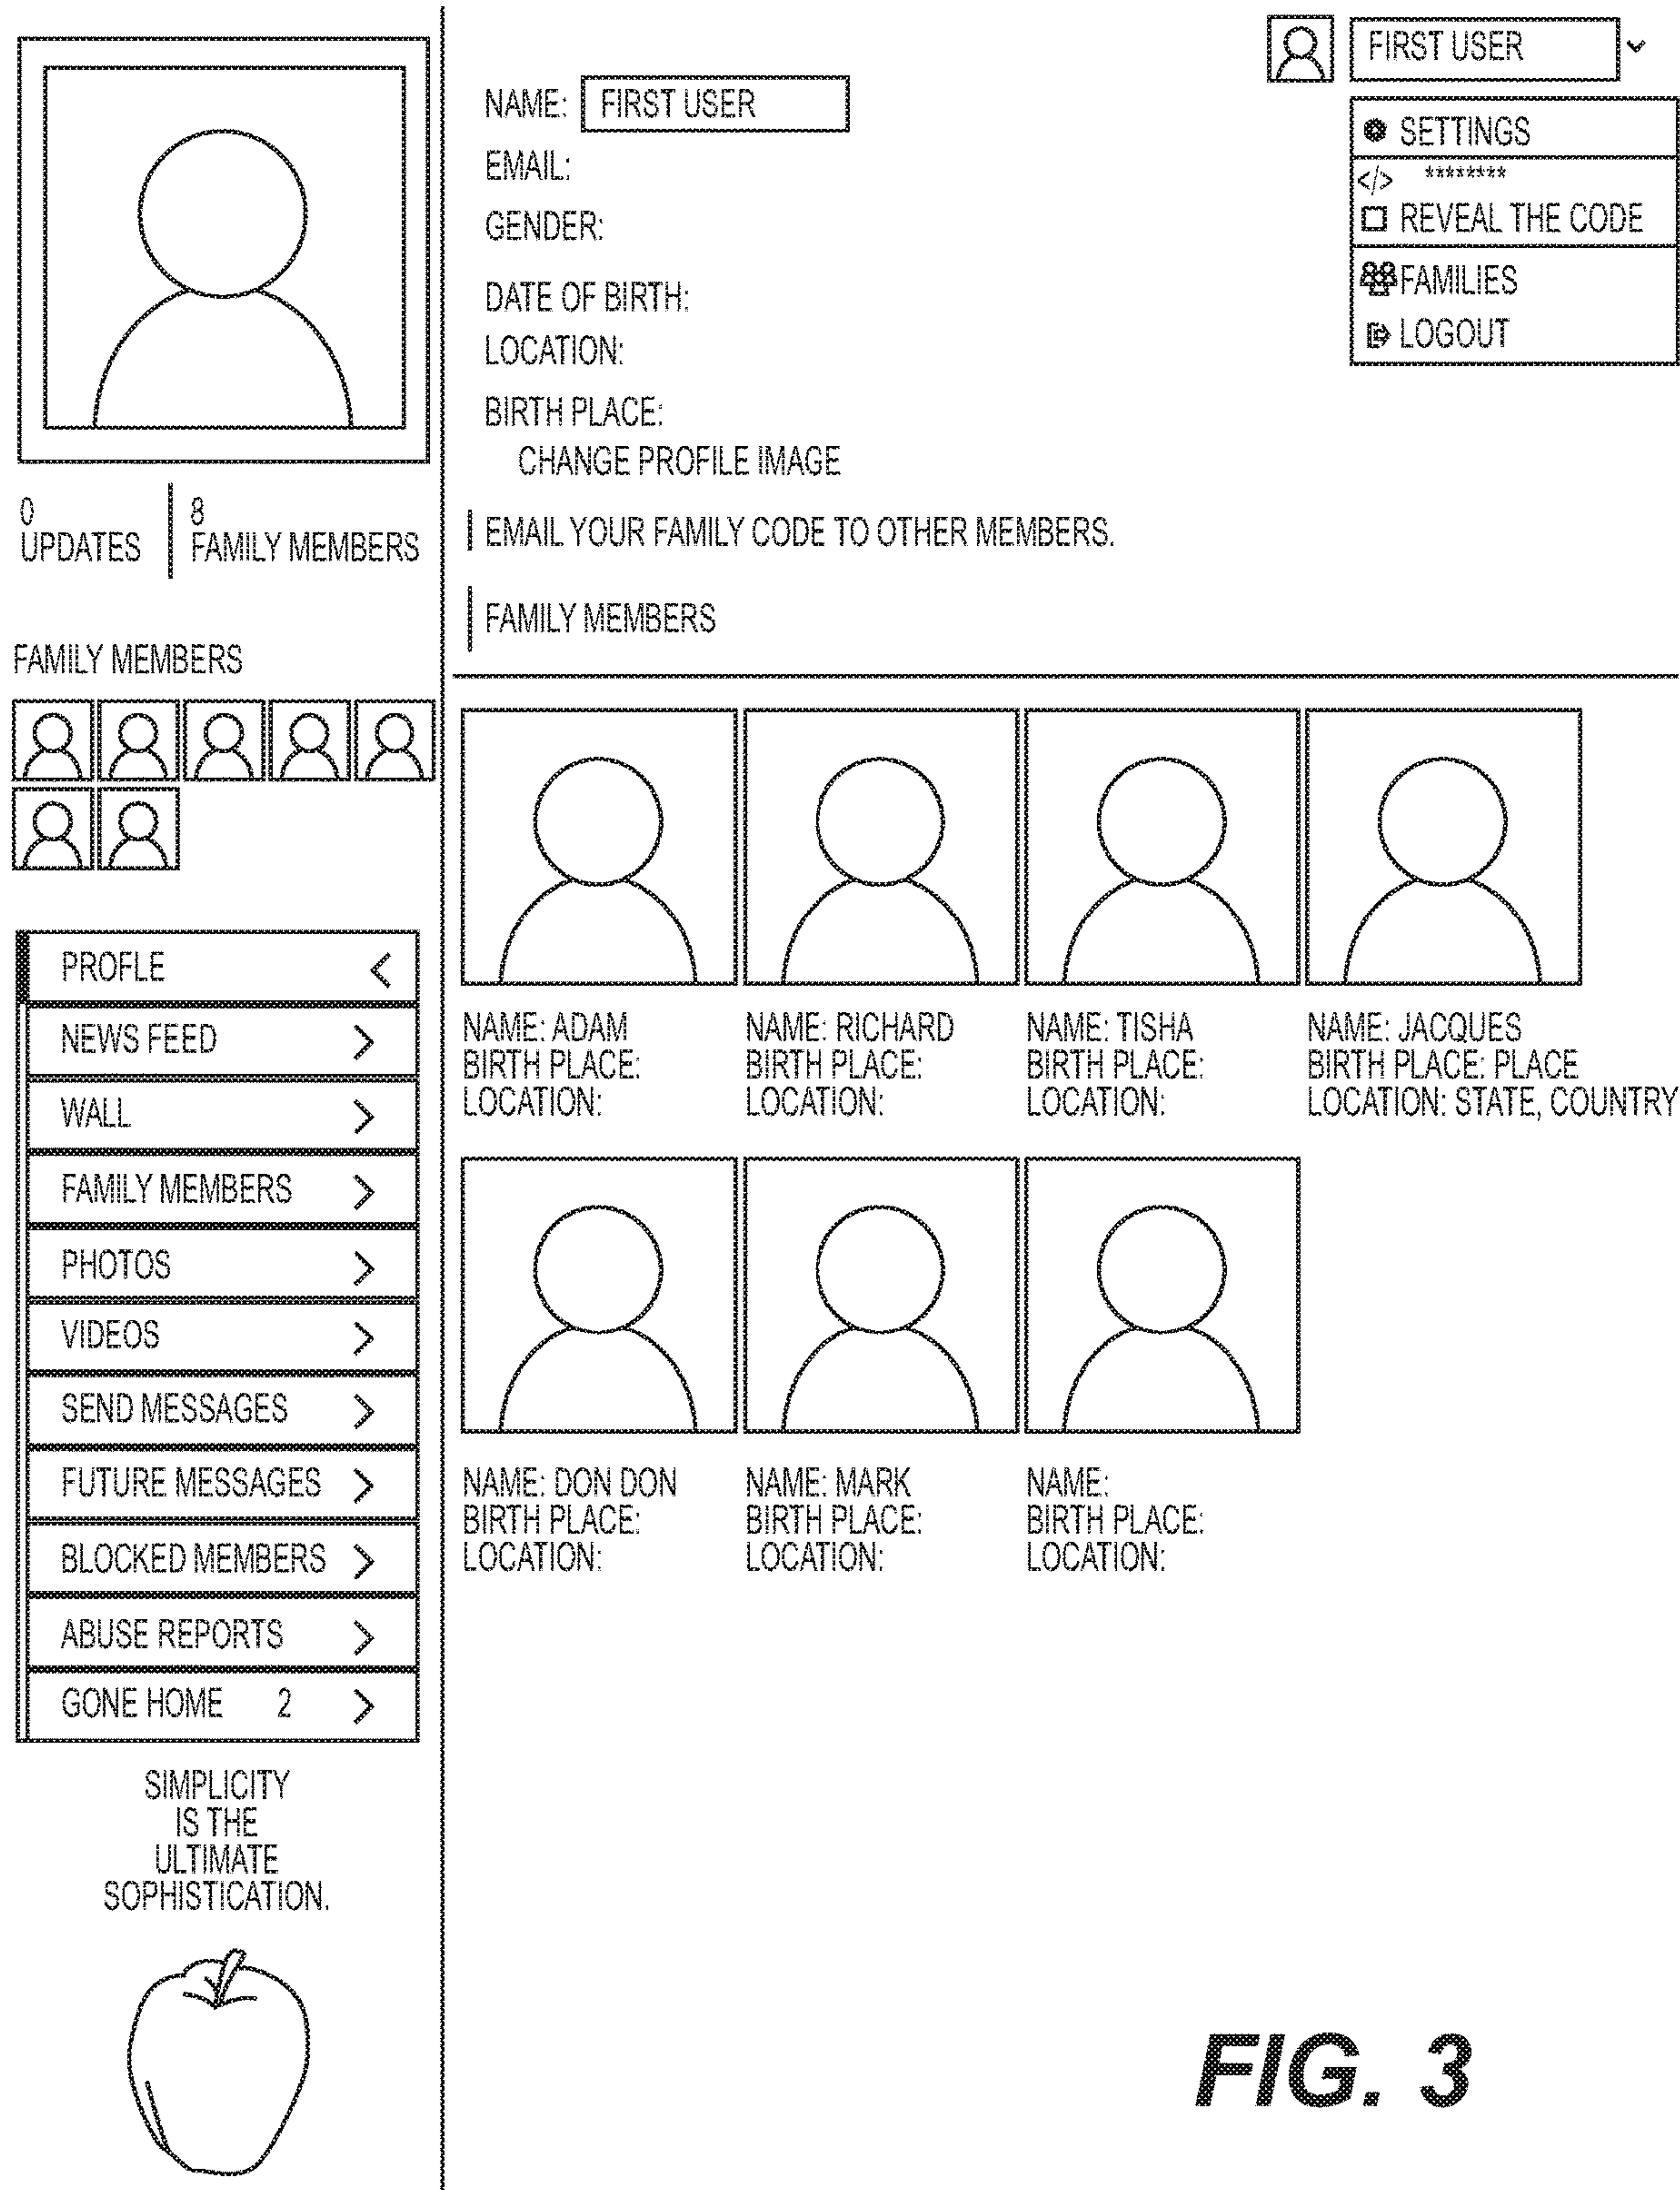 FIRST USER
SETTINGS
</> ********
REVEAL THE CODE
FAMILIES
LOGOUT
NAME: FIRST USER
EMAIL:
GENDER:
DATE OF BIRTH:
LOCATION:
BIRTH PLACE:
CHANGE PROFILE IMAGE
EMAIL YOUR FAMILY CODE TO OTHER MEMBERS.
FAMILY MEMBERS
0
UPDATES
8
FAMILY MEMBERS
FAMILY MEMBERS
PROFLE <
NEWS FEED >
WALL >
FAMILY MEMBERS >
PHOTOS >
VIDEOS >
SEND MESSAGES >
FUTURE MESSAGES >
BLOCKED MEMBERS >
ABUSE REPORTS >
GONE HOME 2 >
SIMPLICITY
IS THE
ULTIMATE
SOPHISTICATION.
NAME: ADAM
BIRTH PLACE:
LOCATION:
NAME: RICHARD
BIRTH PLACE:
LOCATION:
NAME: TISHA
BIRTH PLACE:
LOCATION:
NAME: JACQUES
BIRTH PLACE: PLACE
LOCATION: STATE, COUNTRY
NAME: DON DON
BIRTH PLACE:
LOCATION:
NAME: MARK
BIRTH PLACE:
LOCATION:
NAME:
BIRTH PLACE:
LOCATION:
FIG. 3